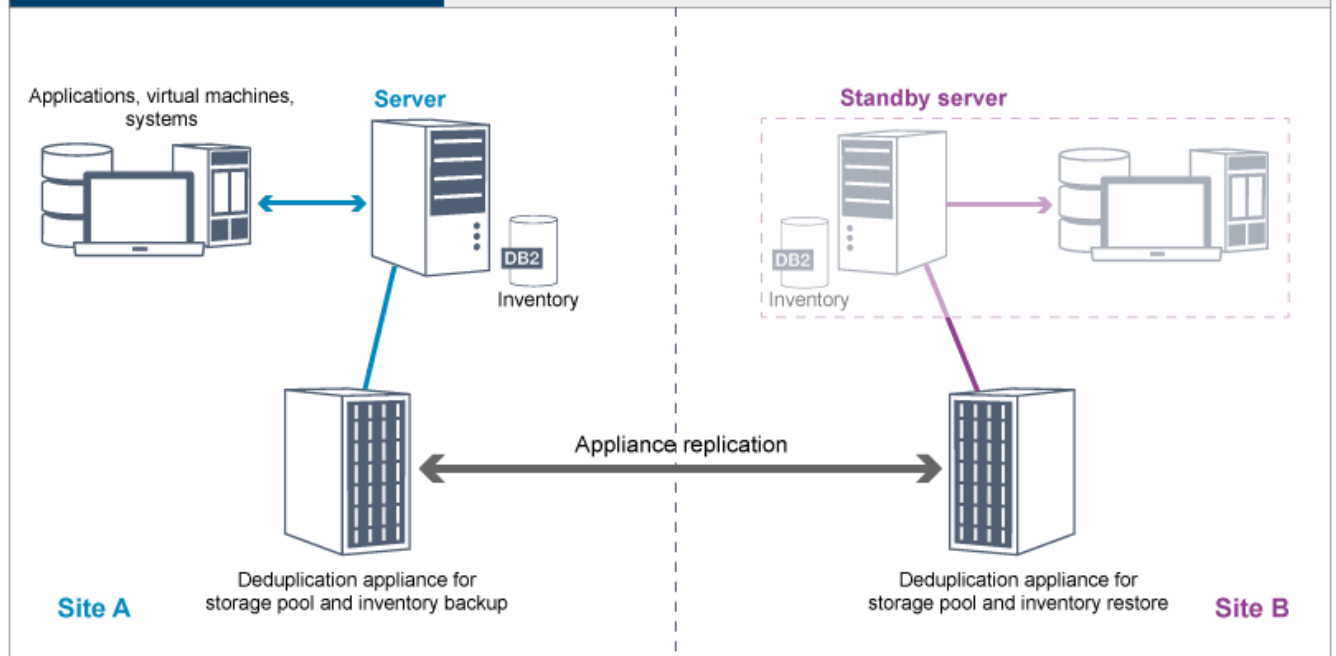 Applications, virtual machines,
systems
Server
DB2
Inventory
Standby server
DB2
Inventory
Appliance replication
Deduplication appliance for
storage pool and inventory backup
Site A
Deduplication appliance for
storage pool and inventory restore
Site B